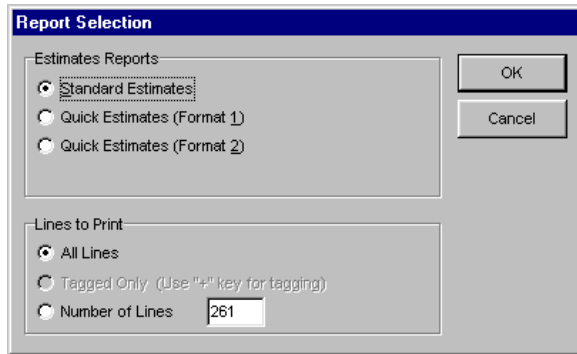 Report Selection
Estimates Reports
Standard Estimates
Quick Estimates (Format 1)
Quick Estimates (Format 2)
OK
Cancel
Lines to Print
All Lines
Tagged Only (Use "+" key for tagging)
Number of Lines 261